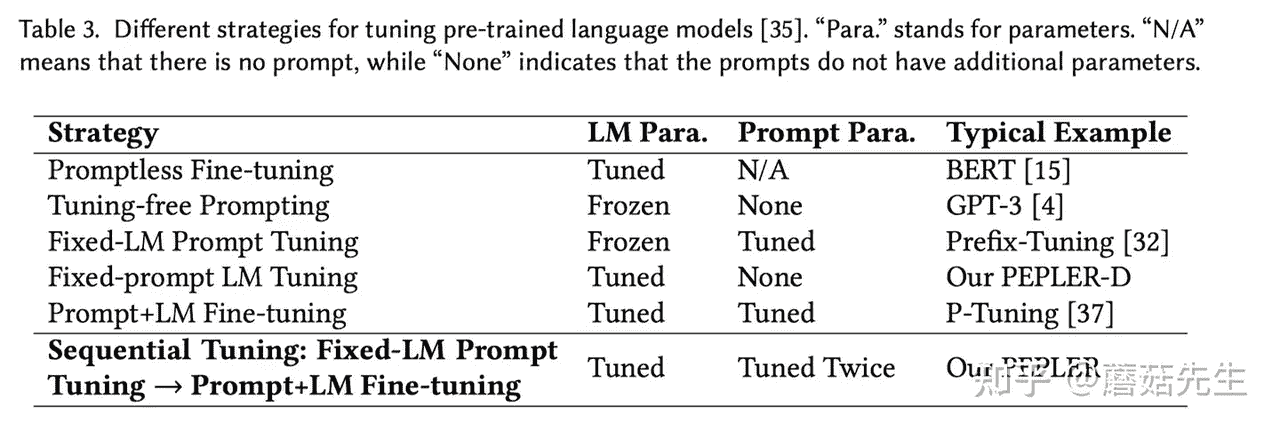 Table 3. Different strategies for tuning pre-trained language models [35]. “Para.” stands for parameters. “N/A”
means that there is no prompt, while “None” indicates that the prompts do not have additional parameters.
Strategy LM Para. Prompt Para. Typical Example
Promptless Fine-tuning Tuned N/A BERT [15]
Tuning-free Prompting Frozen None GPT-3 [4]
Fixed-LM Prompt Tuning Frozen Tuned Prefix-Tuning [32]
Fixed-prompt LM Tuning Tuned None Our PEPLER-D
Prompt+LM Fine-tuning Tuned Tuned P-Tuning [37]
Sequential Tuning: Fixed-LM Prompt
Tuning → Prompt+LM Fine-tuning Tuned Tuned Twice Our PEPLER
知乎 @蘑菇先生